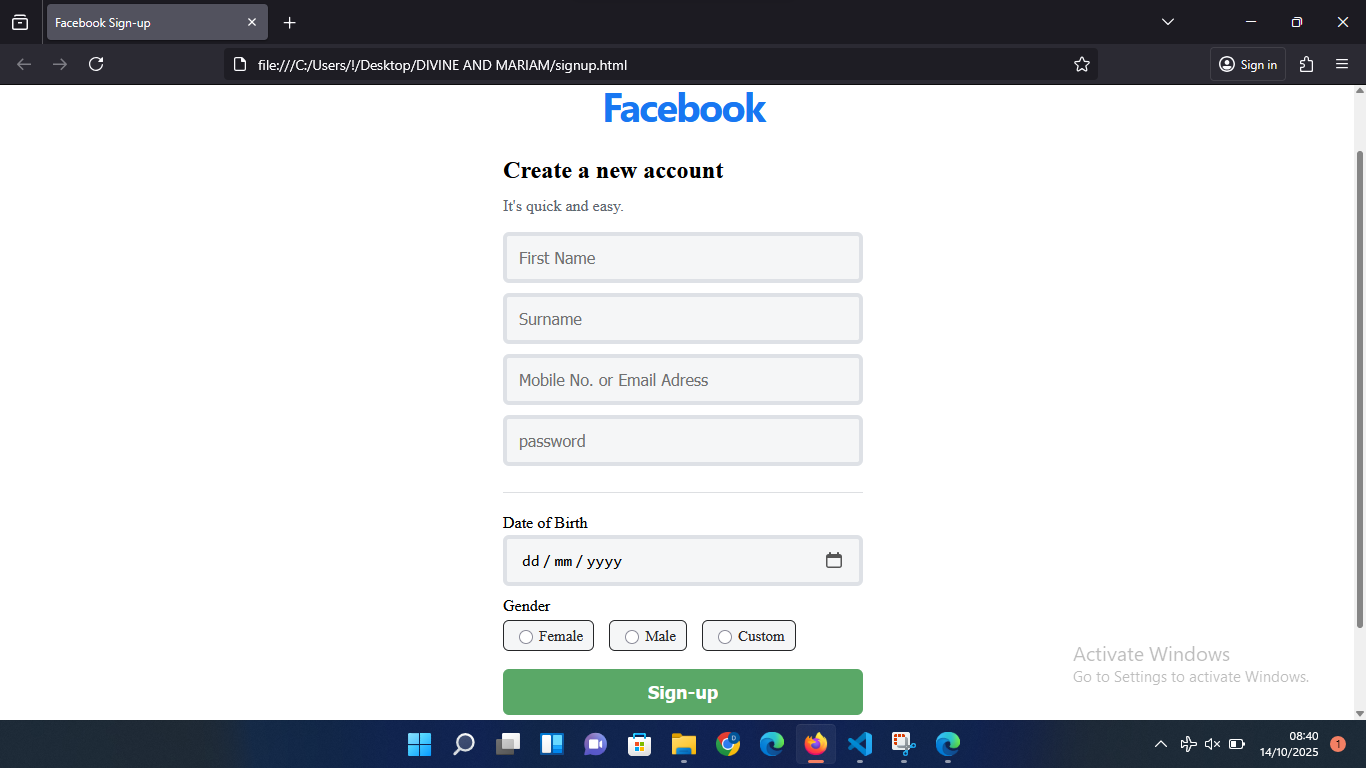 Facebook Sign-up
file:///C:/Users/!/Desktop/DIVINE AND MARIAM/signup.html
Sign in
Facebook
Create a new account
It's quick and easy.
First Name
Surname
Mobile No. or Email Adress
password
Date of Birth
dd / mm / yyyy
Gender
Female
Male
Custom
Sign-up
Activate Windows
Go to Settings to activate Windows.
D
08:40
14/10/2025
1